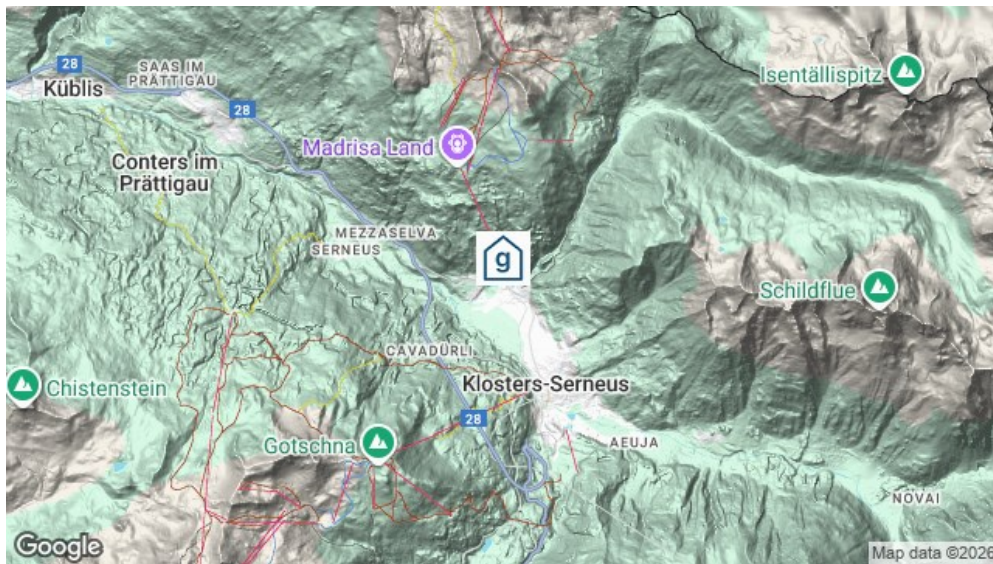 28
SAAS IM
PRÄTTIGAU
Küblis
28
Isentällispitz
Madrisa Land
Conters im
Prättigau
MEZZASELVA
SERNEUS
g
Schildflue
CAVADÜRLI
Chistenstein
Klosters-Serneus
28
Gotschna
AEUJA
NOVAI
Google
Map data ©2026